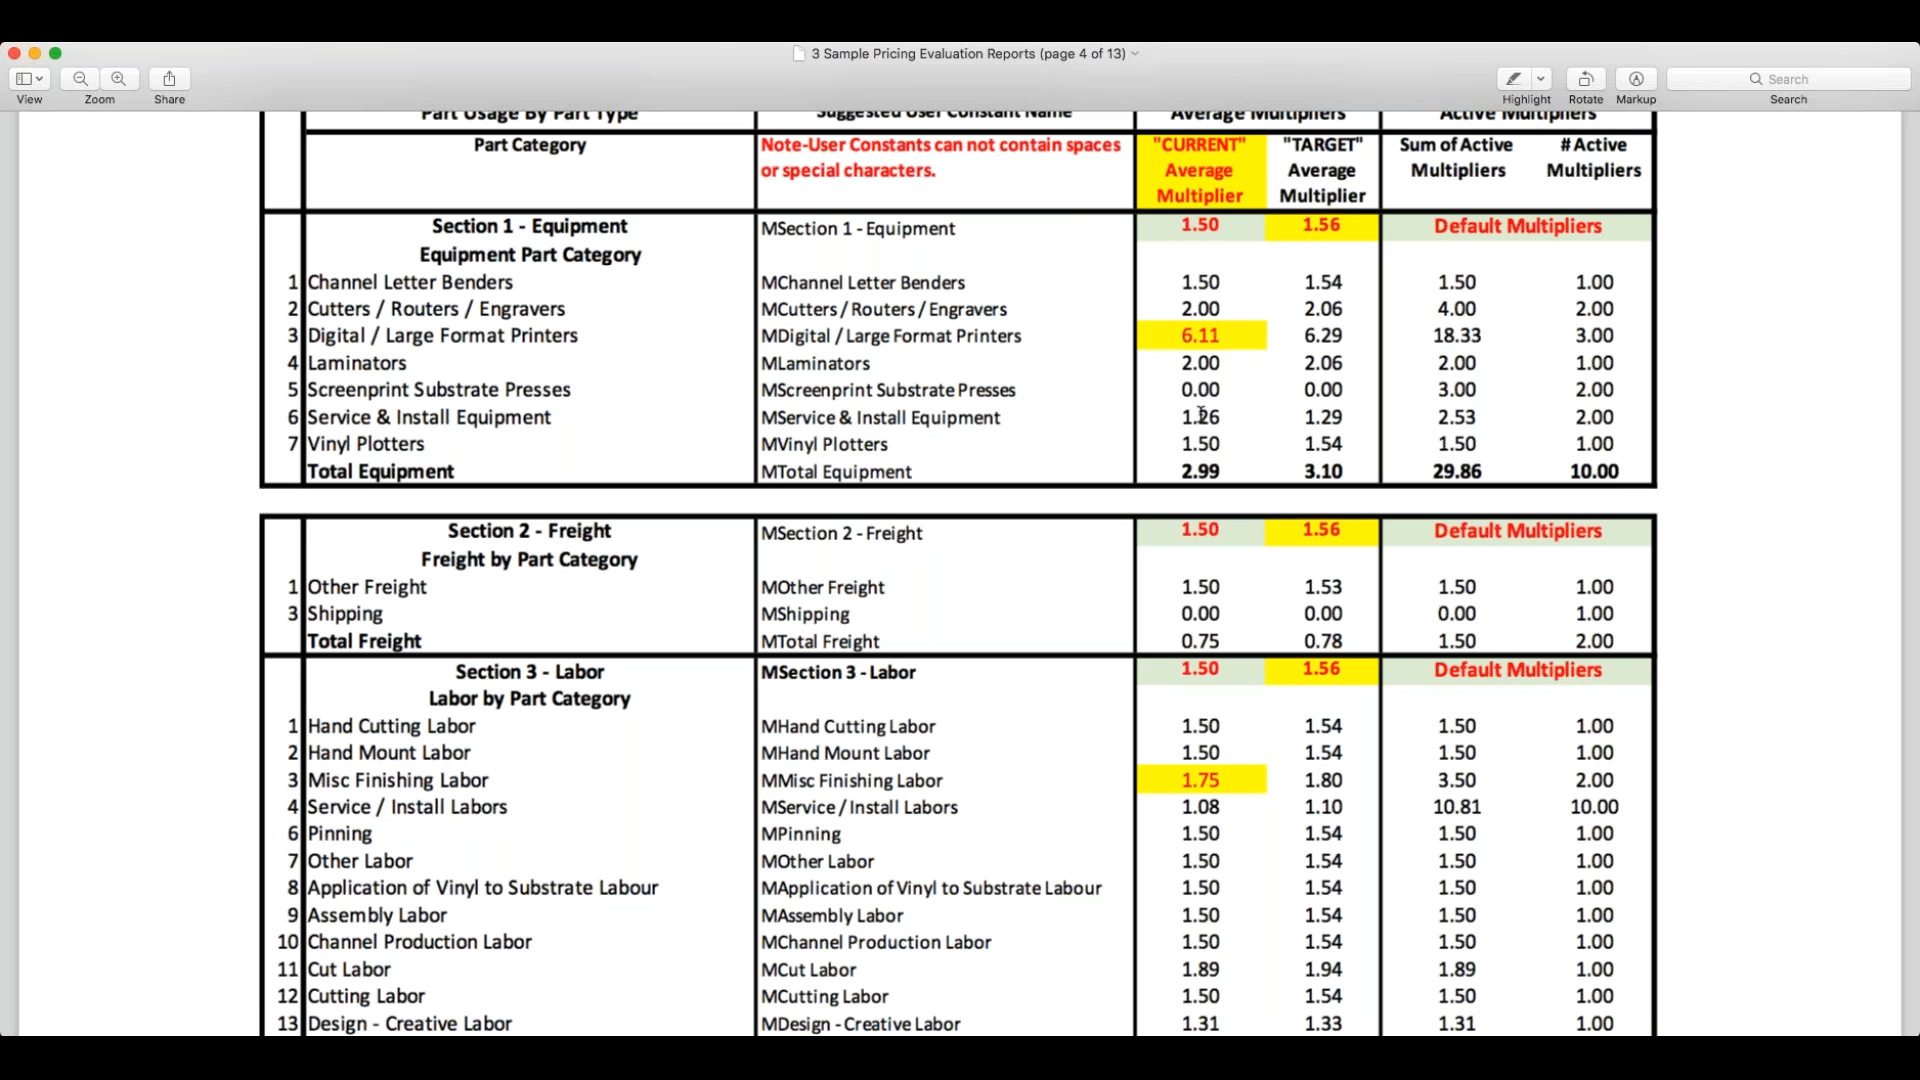 3 Sample Pricing Evaluation Reports (page 4 of 13)
View Zoom Share Highlight Rotate Markup Search
Search
Part Usage By Part Type Suggested User Constant Name Average Multipliers Active Multipliers
Part Category Note-User Constants can not contain spaces "CURRENT" "TARGET" Sum of Active # Active
or special characters. Average Average Multipliers Multipliers
Multiplier Multiplier
Section 1 - Equipment MSection 1 - Equipment 1.50 1.56 Default Multipliers
Equipment Part Category
1 Channel Letter Benders MChannel Letter Benders 1.50 1.54 1.50 1.00
2 Cutters / Routers / Engravers MCutters / Routers / Engravers 2.00 2.06 4.00 2.00
3 Digital / Large Format Printers MDigital / Large Format Printers 6.11 6.29 18.33 3.00
4 Laminators MLaminators 2.00 2.06 2.00 1.00
5 Screenprint Substrate Presses MScreenprint Substrate Presses 0.00 0.00 3.00 2.00
6 Service & Install Equipment MService & Install Equipment 1.26 1.29 2.53 2.00
7 Vinyl Plotters MVinyl Plotters 1.50 1.54 1.50 1.00
Total Equipment MTotal Equipment 2.99 3.10 29.86 10.00
Section 2 - Freight MSection 2 - Freight 1.50 1.56 Default Multipliers
Freight by Part Category
1 Other Freight MOther Freight 1.50 1.53 1.50 1.00
3 Shipping MShipping 0.00 0.00 0.00 1.00
Total Freight MTotal Freight 0.75 0.78 1.50 2.00
Section 3 - Labor MSection 3 - Labor 1.50 1.56 Default Multipliers
Labor by Part Category
1 Hand Cutting Labor MHand Cutting Labor 1.50 1.54 1.50 1.00
2 Hand Mount Labor MHand Mount Labor 1.50 1.54 1.50 1.00
3 Misc Finishing Labor MMisc Finishing Labor 1.75 1.80 3.50 2.00
4 Service / Install Labors MService / Install Labors 1.08 1.10 10.81 10.00
6 Pinning MPinning 1.50 1.54 1.50 1.00
7 Other Labor MOther Labor 1.50 1.54 1.50 1.00
8 Application of Vinyl to Substrate Labour MApplication of Vinyl to Substrate Labour 1.50 1.54 1.50 1.00
9 Assembly Labor MAssembly Labor 1.50 1.54 1.50 1.00
10 Channel Production Labor MChannel Production Labor 1.50 1.54 1.50 1.00
11 Cut Labor MCut Labor 1.89 1.94 1.89 1.00
12 Cutting Labor MCutting Labor 1.50 1.54 1.50 1.00
13 Design - Creative Labor MDesign - Creative Labor 1.31 1.33 1.31 1.00